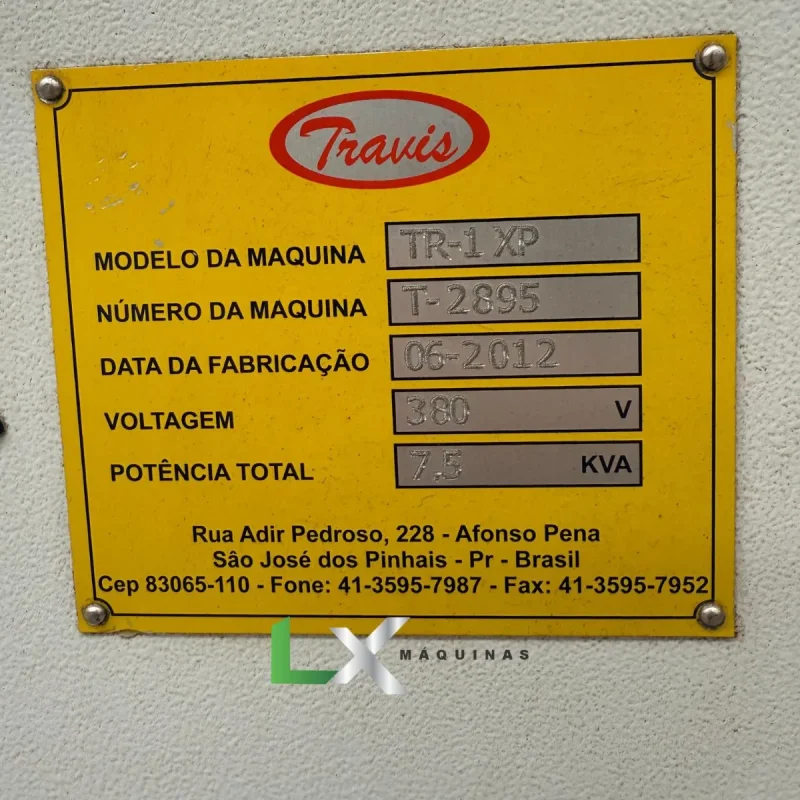 Travis
MODELO DA MAQUINA TR-1 XP
NÚMERO DA MAQUINA T-2895
DATA DA FABRICAÇÃO 06-2012
VOLTAGEM 380 V
POTÊNCIA TOTAL 7.5 KVA
Rua Adir Pedroso, 228 - Afonso Pena
Sâo José dos Pinhais - Pr - Brasil
Cep 83065-110 - Fone: 41-3595-7987 - Fax: 41-3595-7952
LX MÁQUINAS